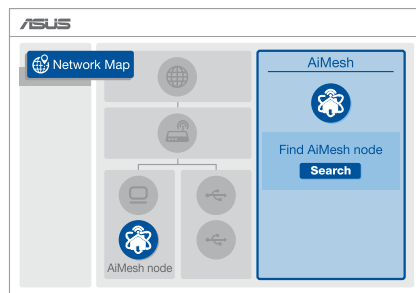 ASUS
Network Map
AiMesh
Find AiMesh node
Search
AiMesh node